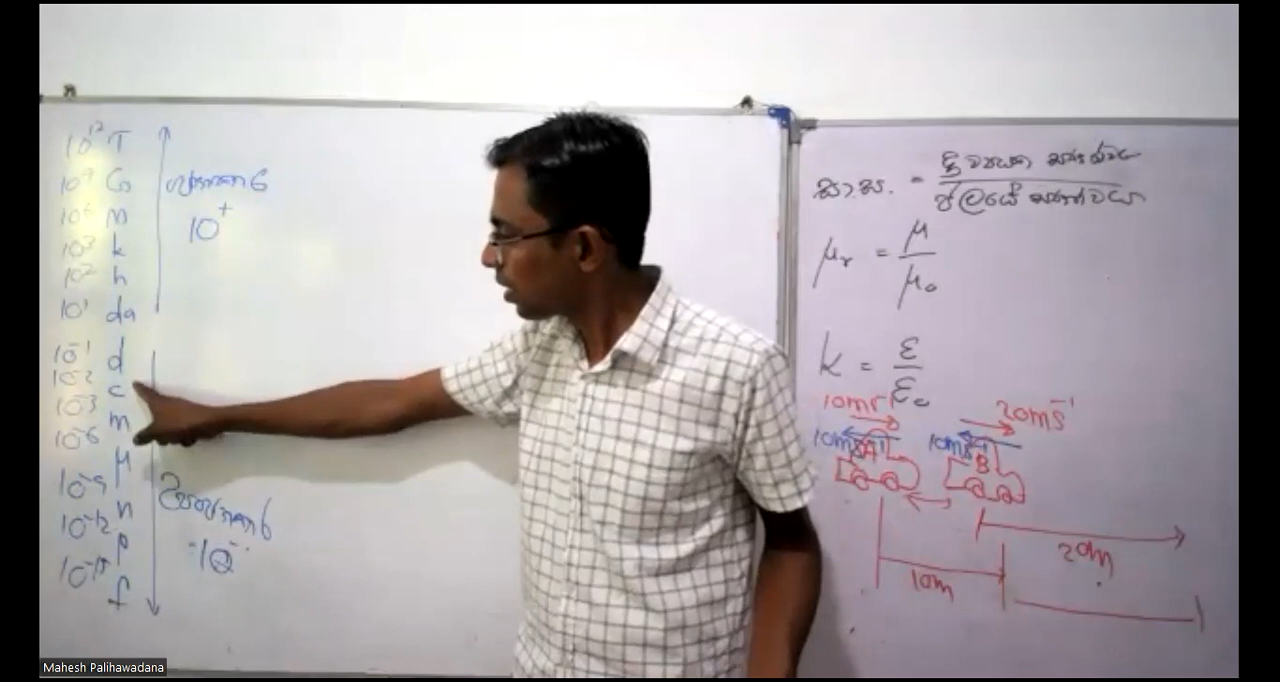 10¹² T
10⁹ G
10⁶ M
10³ k
10² h
10¹ da
ගුණාකාර
10⁺
10⁻¹ d
10⁻² c
10⁻³ m
10⁻⁶ μ
10⁻⁹ n
10⁻¹² p
10⁻¹⁵ f
උපගුණාකාර
10⁻
සා.ඝ. =
μr = μ / μ₀
k = ε / ε₀
10ms⁻¹ 20ms⁻¹
10ms⁻¹ A 10ms⁻¹ B
20m
10m
Mahesh Palihawadana